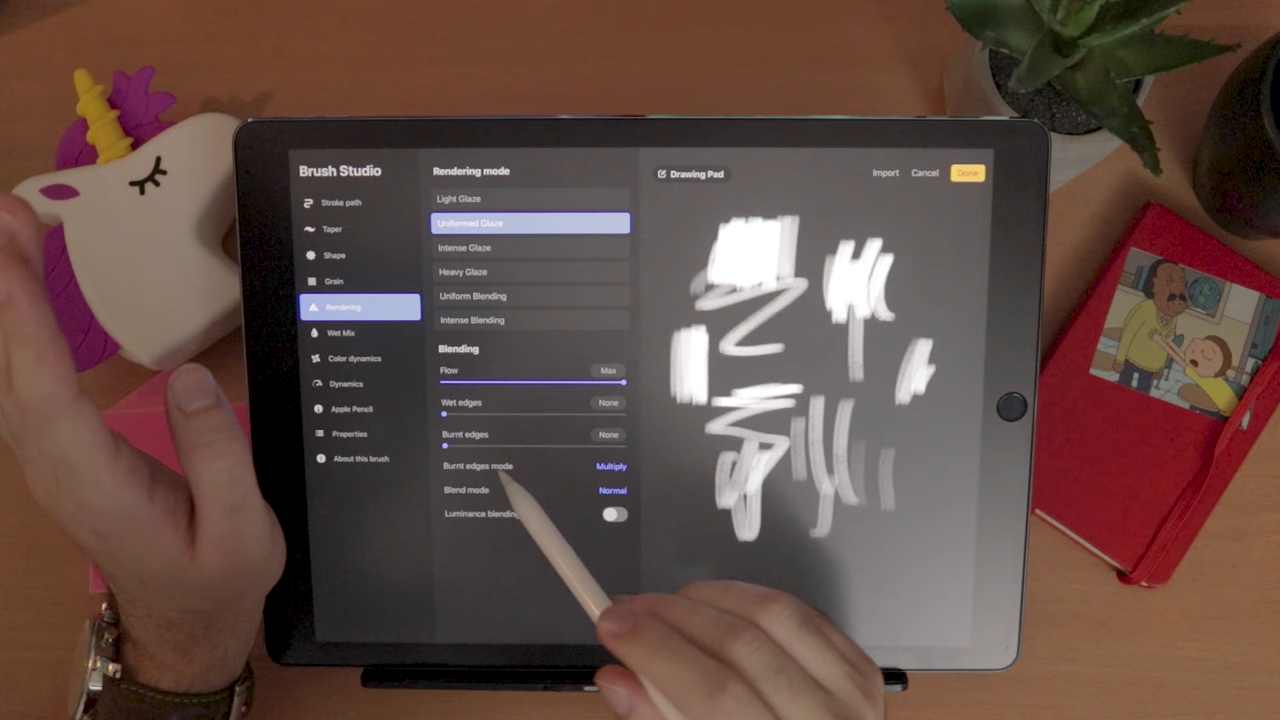 Brush Studio
Stroke path
Taper
Shape
Grain
Rendering
Wet Mix
Color dynamics
Dynamics
Apple Pencil
Properties
About this brush
Rendering mode
Light Glaze
Uniformed Glaze
Intense Glaze
Heavy Glaze
Uniform Blending
Intense Blending
Blending
Flow Max
Wet edges None
Burnt edges None
Burnt edges mode Multiply
Blend mode Normal
Luminance blending
Drawing Pad
Import Cancel Done